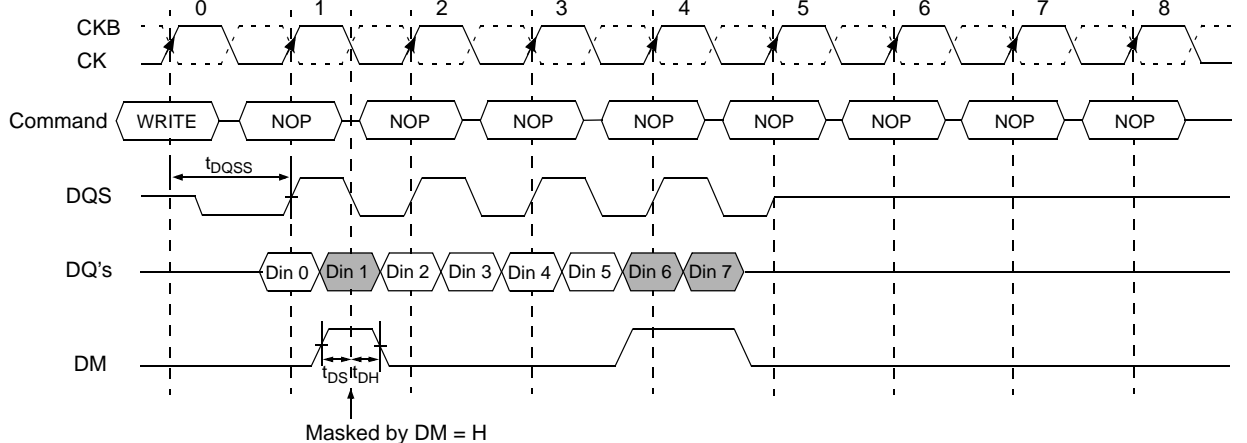 0 1 2 3 4 5 6 7 8
CKB
CK
Command WRITE NOP NOP NOP NOP NOP NOP NOP NOP
tDQSS
DQS
DQ's Din 0 Din 1 Din 2 Din 3 Din 4 Din 5 Din 6 Din 7
DM
tDS tDH
Masked by DM = H